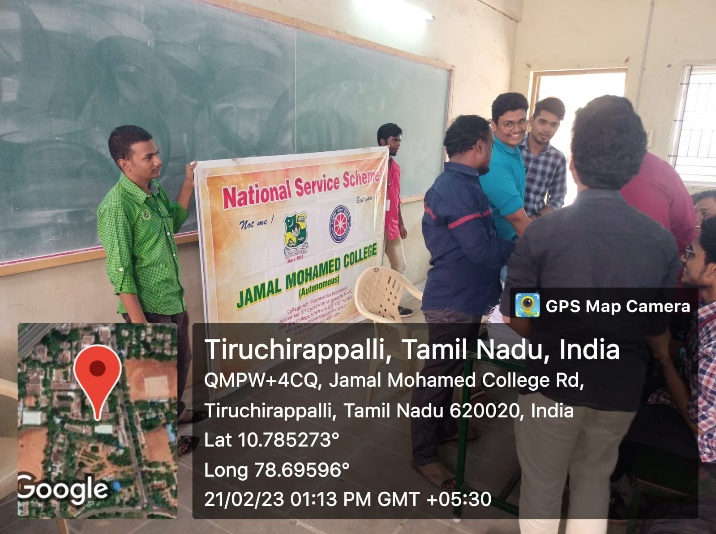 National Service Scheme
Not me!
But you!
JAMAL MOHAMED COLLEGE
(Autonomous)
GPS Map Camera
Tiruchirappalli, Tamil Nadu, India
QMPW+4CQ, Jamal Mohamed College Rd,
Tiruchirappalli, Tamil Nadu 620020, India
Lat 10.785273°
Long 78.69596°
21/02/23 01:13 PM GMT +05:30
Google